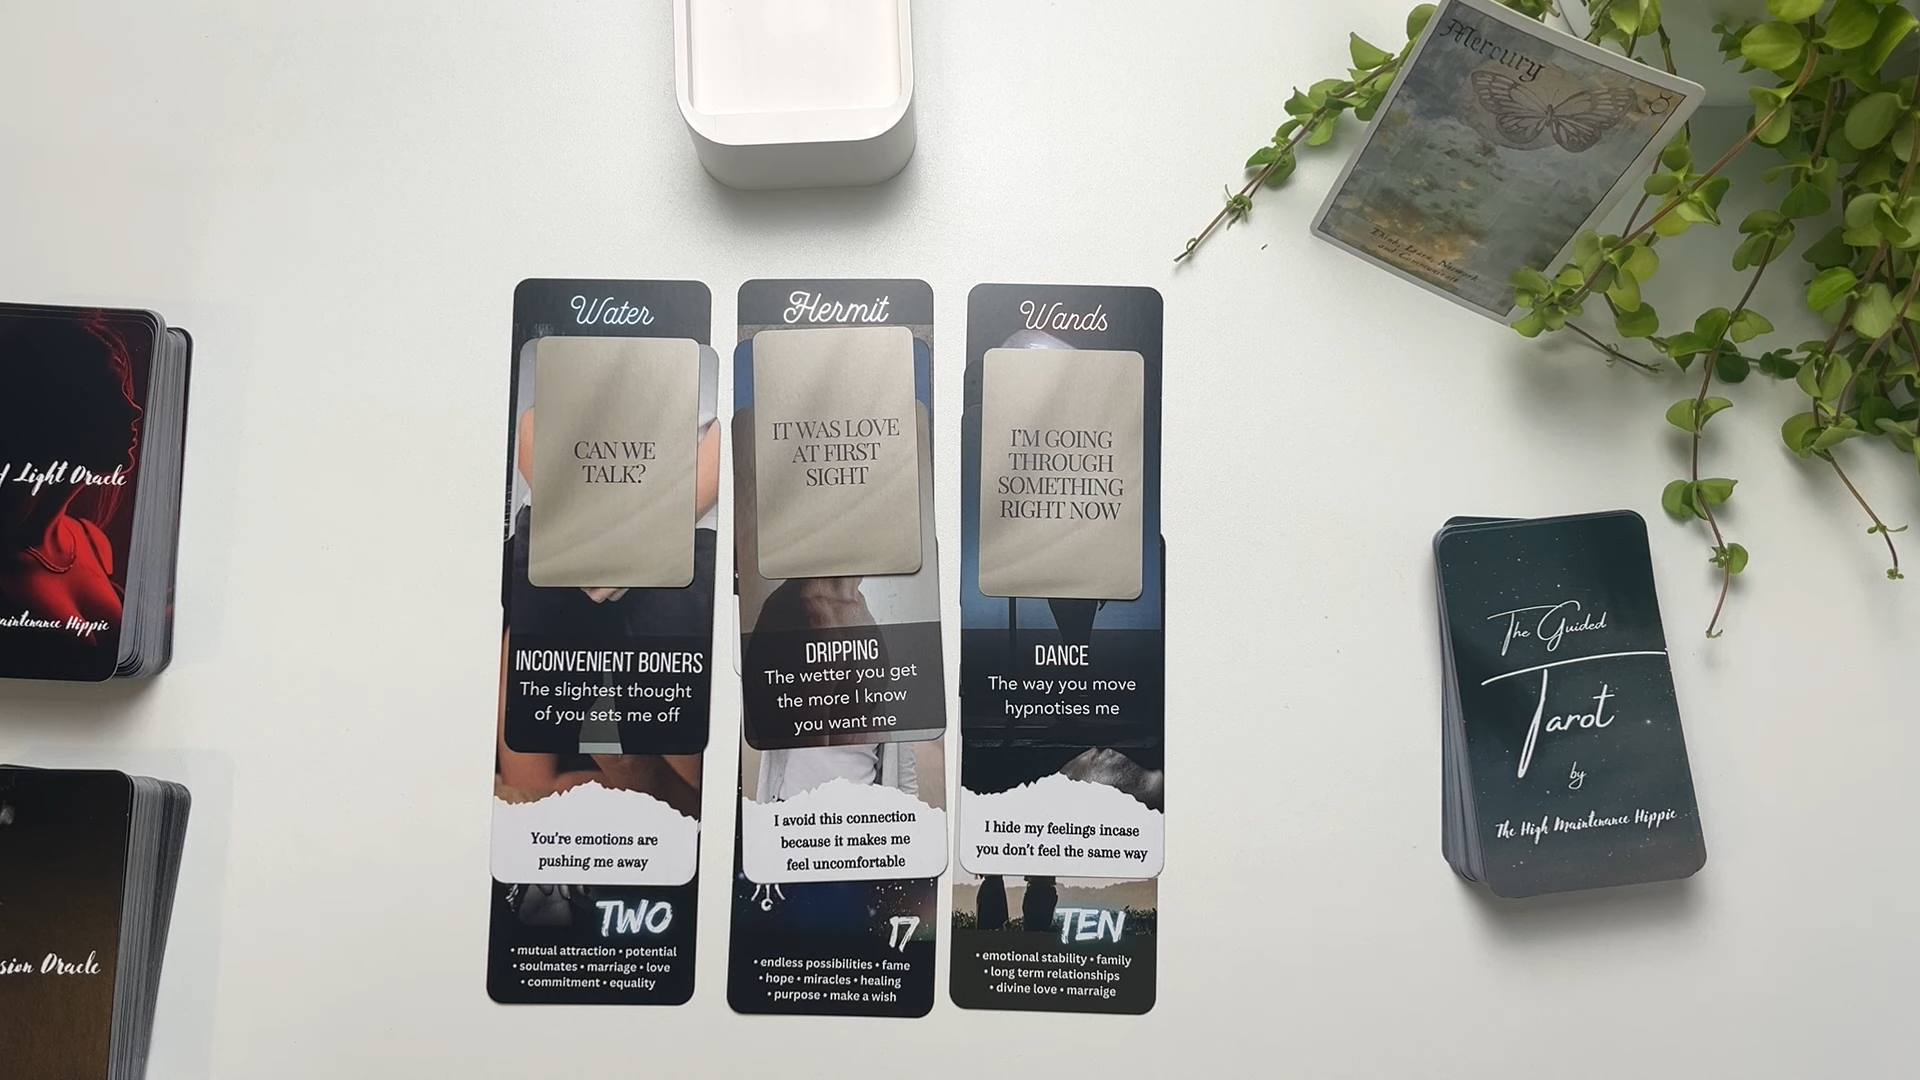 Mercury
Think, Learn, Network
and Communicate
Water
CAN WE
TALK?
INCONVENIENT BONERS
The slightest thought
of you sets me off
You're emotions are
pushing me away
TWO
• mutual attraction • potential
• soulmates • marriage • love
• commitment • equality
Hermit
IT WAS LOVE
AT FIRST
SIGHT
DRIPPING
The wetter you get
the more I know
you want me
I avoid this connection
because it makes me
feel uncomfortable
17
• endless possibilities • fame
• hope • miracles • healing
• purpose • make a wish
Wands
I'M GOING
THROUGH
SOMETHING
RIGHT NOW
DANCE
The way you move
hypnotises me
I hide my feelings incase
you don't feel the same way
TEN
• emotional stability • family
• long term relationships
• divine love • marraige
f Light Oracle
aintenance Hippie
sion Oracle
The Guided
Tarot
by
The High Maintenance Hippie